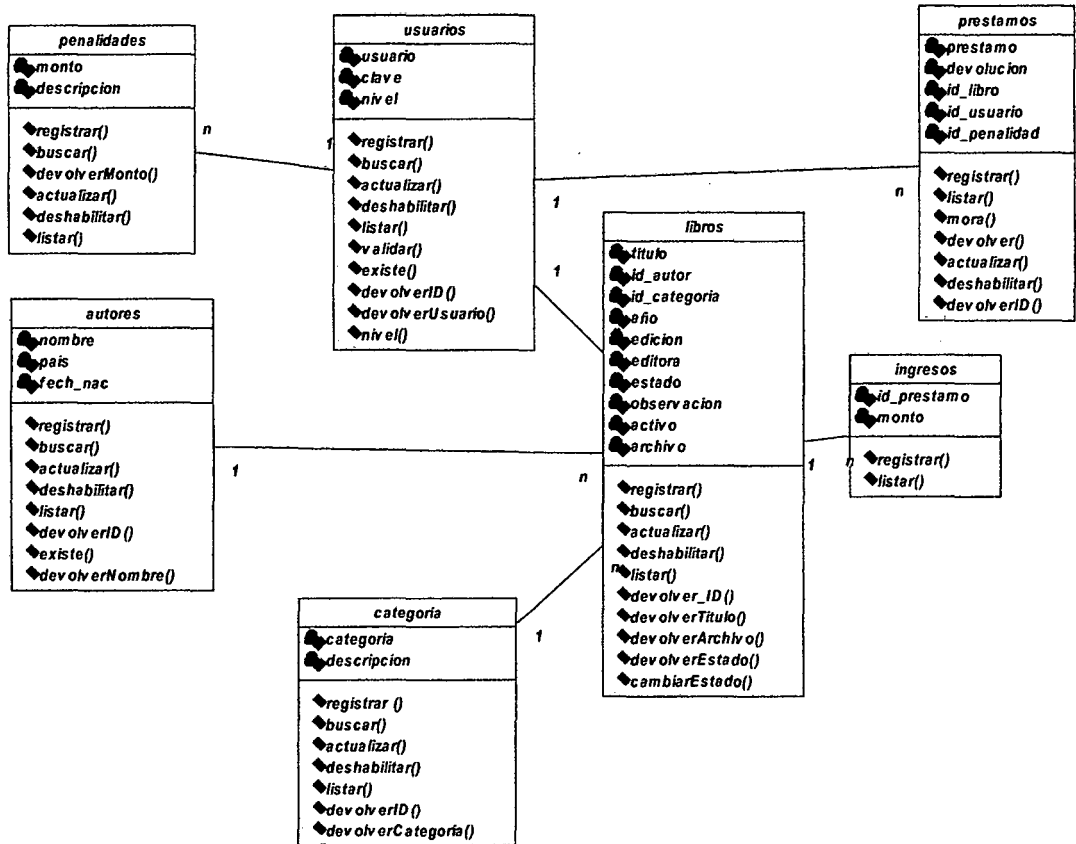 penalidades
monto
descripcion
registrar()
buscar()
devolverMonto()
actualizar()
deshabilitar()
listar()
n
1
usuarios
usuario
clave
nivel
registrar()
buscar()
actualizar()
deshabilitar()
listar()
validar()
existe()
devolverID()
devolverUsuario()
nivel()
1
n
1
prestamos
prestamo
devolucion
id_libro
id_usuario
id_penalidad
registrar()
listar()
mora()
devolver()
actualizar()
deshabilitar()
devolverID()
autores
nombre
pais
fech_nac
registrar()
buscar()
actualizar()
deshabilitar()
listar()
devolverID()
existe()
devolverNombre()
1
n
libros
titulo
id_autor
id_categoria
año
edicion
editora
estado
observacion
activo
archivo
registrar()
buscar()
actualizar()
deshabilitar()
n
listar()
devolver_ID()
devolverTitulo()
devolverArchivo()
devolverEstado()
cambiarEstado()
1
n
ingresos
id_prestamo
monto
registrar()
listar()
categoria
categoria
descripcion
registrar ()
buscar()
actualizar()
deshabilitar()
listar()
devolverID()
devolverCategoria()
1